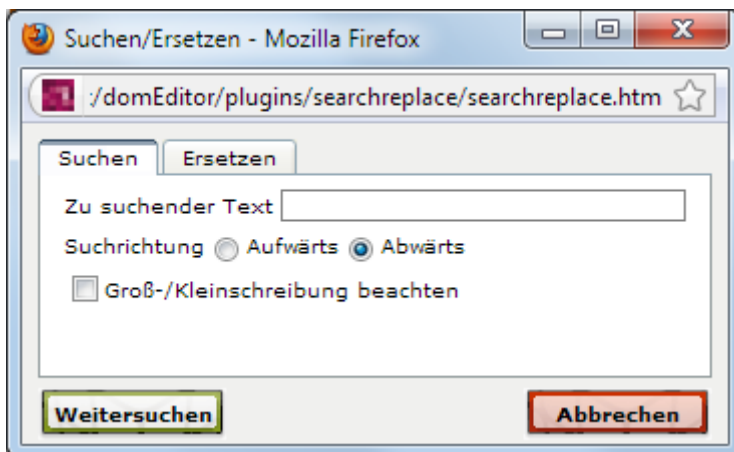 Suchen/Ersetzen - Mozilla Firefox
:/domEditor/plugins/searchreplace/searchreplace.htm
Suchen Ersetzen
Zu suchender Text
Suchrichtung Aufwärts Abwärts
Groß-/Kleinschreibung beachten
Weitersuchen Abbrechen